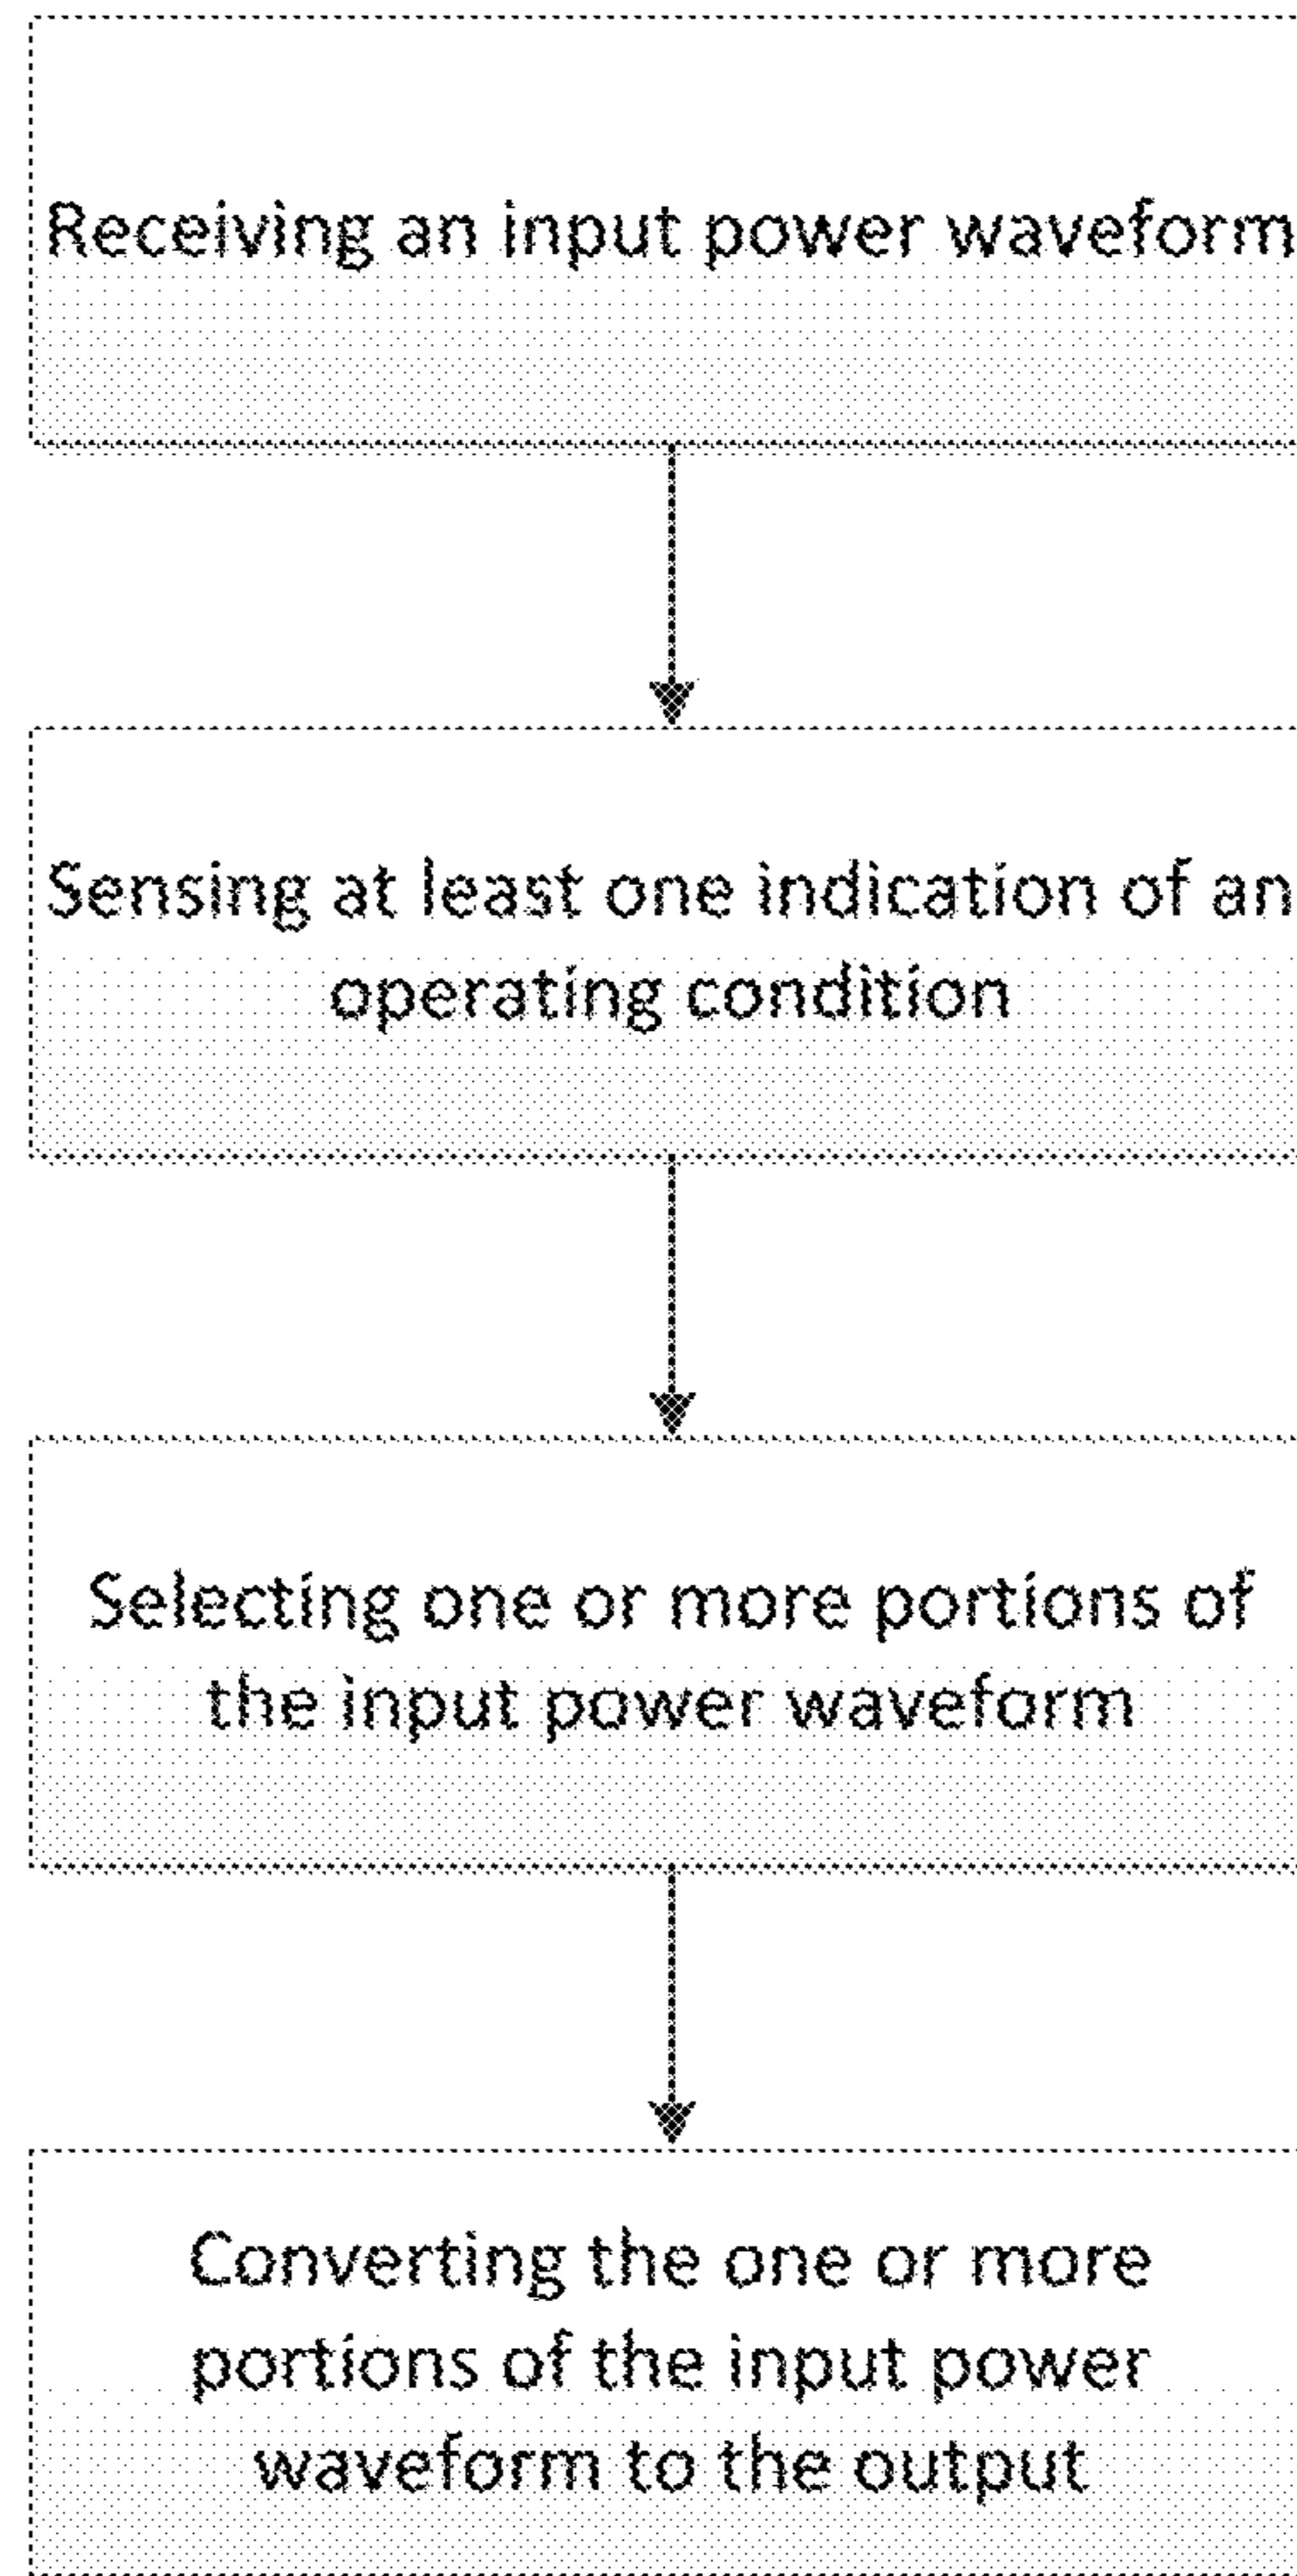 Receiving an input power waveform
Sensing at least one indication of an
operating condition
Selecting one or more portions of
the input power waveform
Converting the one or more
portions of the input power
waveform to the output